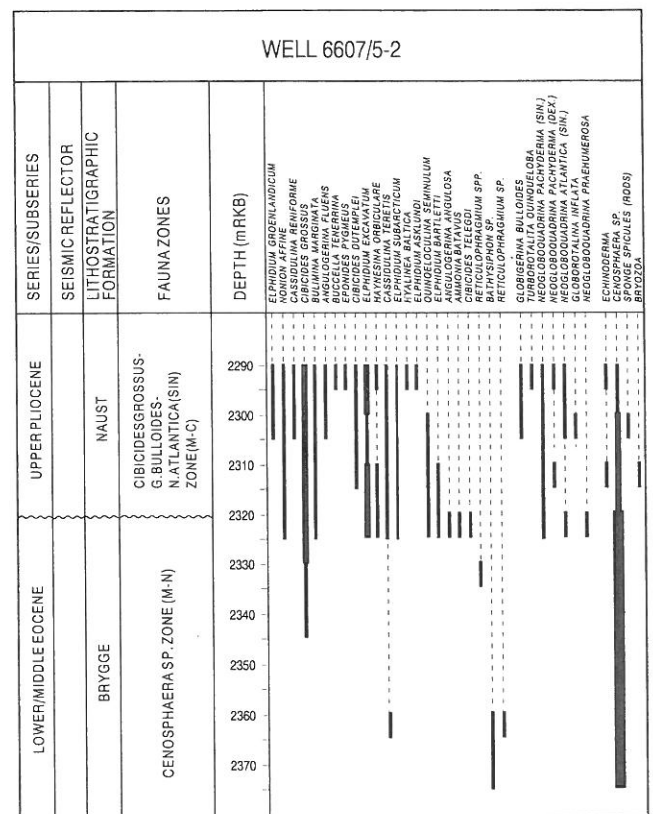 WELL 6607/5-2
SERIES/SUBSERIES
SEISMIC REFLECTOR
LITHOSTRATIGRAPHIC
FORMATION
FAUNA ZONES
DEPTH (mRKB)
ELPHIDIUM GROENLANDICUM
NONION AFFINE
CASSIDULINA RENIFORME
CIBICIDES GROSSUS
BULIMINA MARGINATA
ANGULOGERINA FLUENS
BUCCELLA TENERRINA
EPONIDES PYGMEUS
CIBICIDES DUTEMPLEI
ELPHIDIUM EXCAVATUM
HAYNESINA ORBICULARE
CASSIDULINA TERETIS
ELPHIDIUM SUBARCTICUM
HYALINEA BALTICA
ELPHIDIUM ASKLUNDI
QUINQELOCULINA SEMINULUM
ELPHIDIUM BARTLETTI
ANGULOGERINA ANGULOSA
AMMONIA BATAVUS
CIBICIDES TELEGDI
RETICULOPHRAGMIUM SPP.
BATHYSIPHON SP.
RETICULOPHRAGMIUM SP.
GLOBIGERINA BULLOIDES
TURBOROTALITA QUINQUELOBA
NEOGLOBOQUADRINA PACHYDERMA (SIN.)
NEOGLOBOQUADRINA PACHYDERMA (DEX.)
NEOGLOBOQUADRINA ATLANTICA (SIN.)
GLOBOROTALINA INFLATA
NEOGLOBOQUADRINA PRAEHUMEROSA
ECHINODERMA
CENOSPHAERA SP.
SPONGE SPICULES (RODS)
BRYOZOA
UPPER PLIOCENE
NAUST
CIBICIDESGROSSUS-
G.BULLOIDES-
N.ATLANTICA(SIN)
ZONE(M-C)
LOWER/MIDDLE EOCENE
BRYGGE
CENOSPHAERA SP. ZONE (M-N)
2290
2300
2310
2320
2330
2340
2350
2360
2370